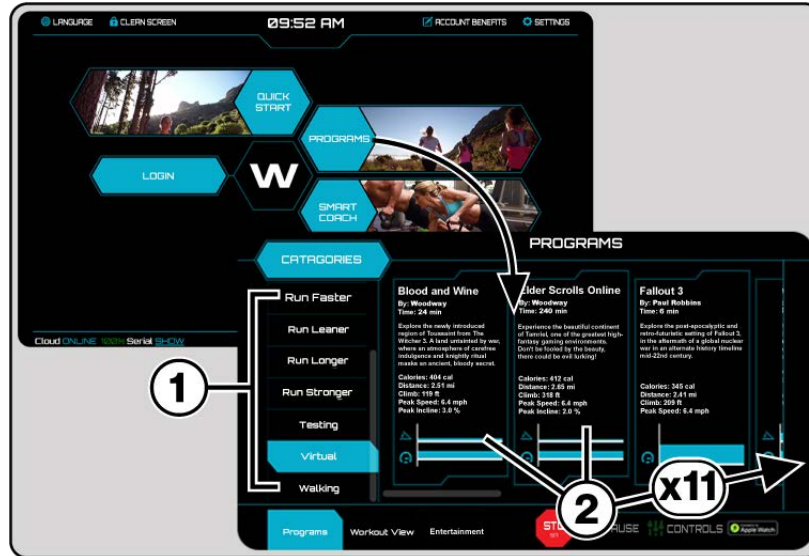 LANGUAGE
CLEAN SCREEN
09:52 AM
ACCOUNT BENEFITS
SETTINGS
QUICK
START
PROGRAMS
LOGIN
W
SMART
COACH
Cloud ONLINE 100% Serial SHOW
PROGRAMS
CATAGORIES
Run Faster
Run Leaner
Run Longer
Run Stronger
Testing
Virtual
Walking
Blood and Wine
By: Woodway
Time: 24 min
Explore the newly introduced
region of Toussaint from The
Witcher 3. A land untainted by war,
where an atmosphere of carefree
indulgence and knightly ritual
masks an ancient, bloody secret.
Calories: 404 cal
Distance: 2.51 mi
Climb: 119 ft
Peak Speed: 6.4 mph
Peak Incline: 3.0 %
Elder Scrolls Online
By: Woodway
Time: 240 min
Experience the beautiful continent
of Tamriel, one of the greatest high-
fantasy gaming environments.
Don't be fooled by the beauty,
there could be evil lurking!
Calories: 412 cal
Distance: 2.65 mi
Climb: 318 ft
Peak Speed: 6.4 mph
Peak Incline: 2.0 %
Fallout 3
By: Paul Robbins
Time: 6 min
Explore the post-apocalyptic and
retro-futuristic setting of Fallout 3,
in the aftermath of a global nuclear
war in an alternate history timeline
mid-22nd century.
Calories: 345 cal
Distance: 2.41 mi
Climb: 209 ft
Peak Speed: 6.4 mph
1
2
x11
Programs
Workout View
Entertainment
CONTROLS
Apple Watch